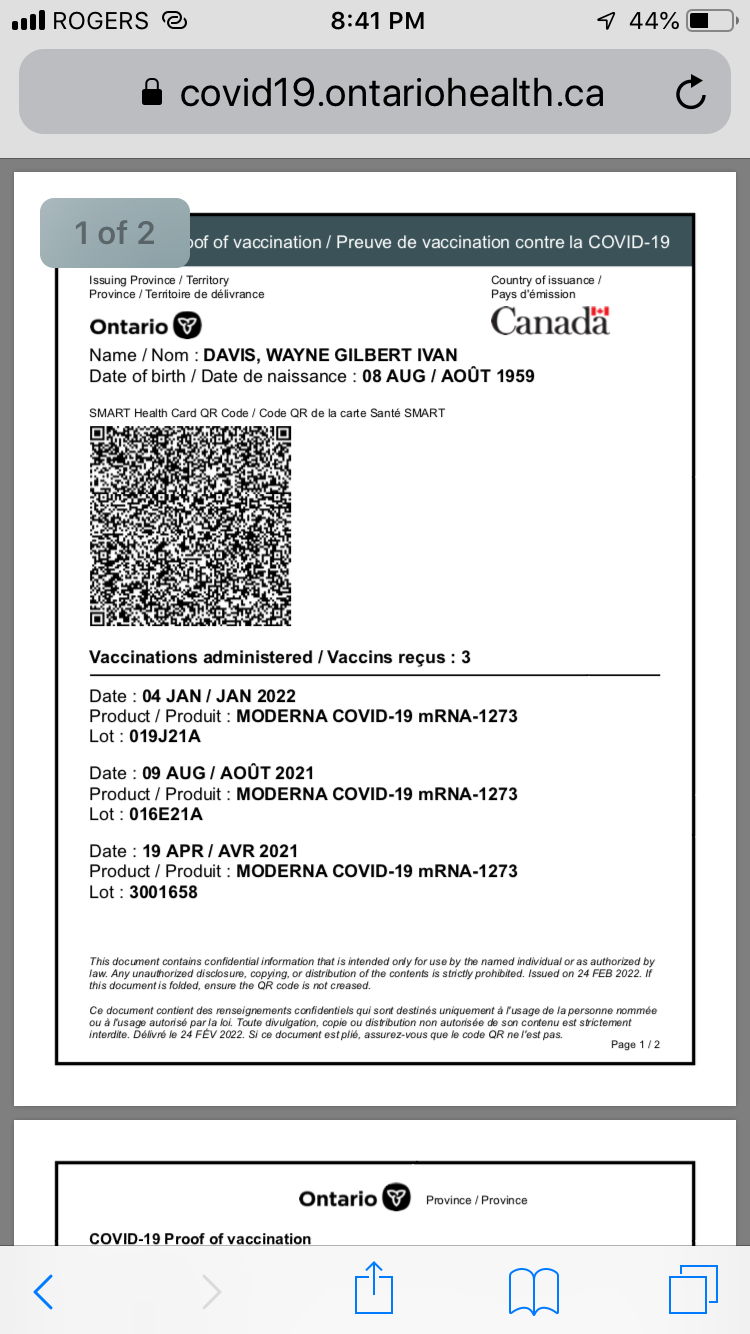 ROGERS 8:41 PM 44%
covid19.ontariohealth.ca
1 of 2
of of vaccination / Preuve de vaccination contre la COVID-19
Issuing Province / Territory
Province / Territoire de délivrance
Country of issuance /
Pays d'émission
Ontario
Canada
Name / Nom : DAVIS, WAYNE GILBERT IVAN
Date of birth / Date de naissance : 08 AUG / AOÛT 1959
SMART Health Card QR Code / Code QR de la carte Santé SMART
Vaccinations administered / Vaccins reçus : 3
Date : 04 JAN / JAN 2022
Product / Produit : MODERNA COVID-19 mRNA-1273
Lot : 019J21A
Date : 09 AUG / AOÛT 2021
Product / Produit : MODERNA COVID-19 mRNA-1273
Lot : 016E21A
Date : 19 APR / AVR 2021
Product / Produit : MODERNA COVID-19 mRNA-1273
Lot : 3001658
This document contains confidential information that is intended only for use by the named individual or as authorized by
law. Any unauthorized disclosure, copying, or distribution of the contents is strictly prohibited. Issued on 24 FEB 2022. If
this document is folded, ensure the QR code is not creased.
Ce document contient des renseignements confidentiels qui sont destinés uniquement à l'usage de la personne nommée
ou à l'usage autorisé par la loi. Toute divulgation, copie ou distribution non autorisée de son contenu est strictement
interdite. Délivré le 24 FÉV 2022. Si ce document est plié, assurez-vous que le code QR ne l'est pas.
Page 1 / 2
Ontario Province / Province
COVID-19 Proof of vaccination